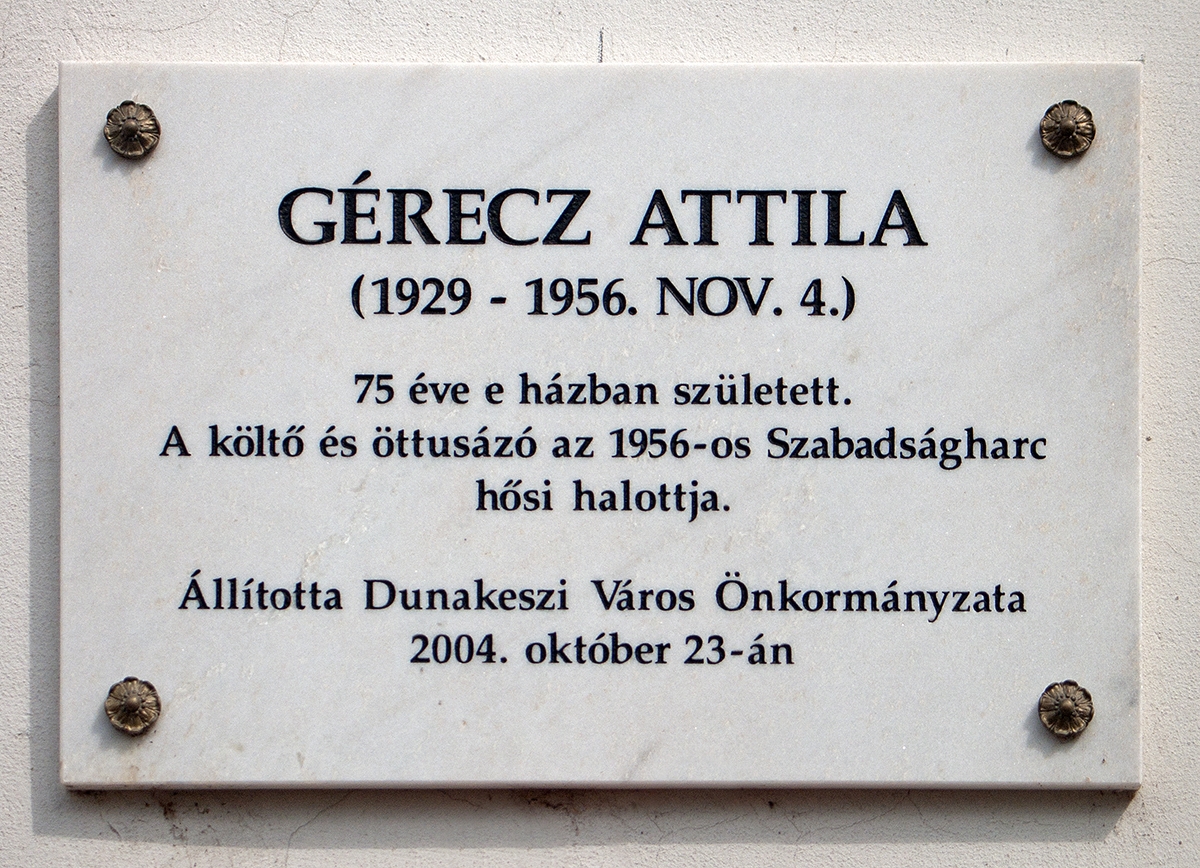 GÉRECZ ATTILA
(1929 - 1956. NOV. 4.)
75 éve e házban született.
A költő és öttusázó az 1956-os Szabadságharc
hősi halottja.
Állította Dunakeszi Város Önkormányzata
2004. október 23-án